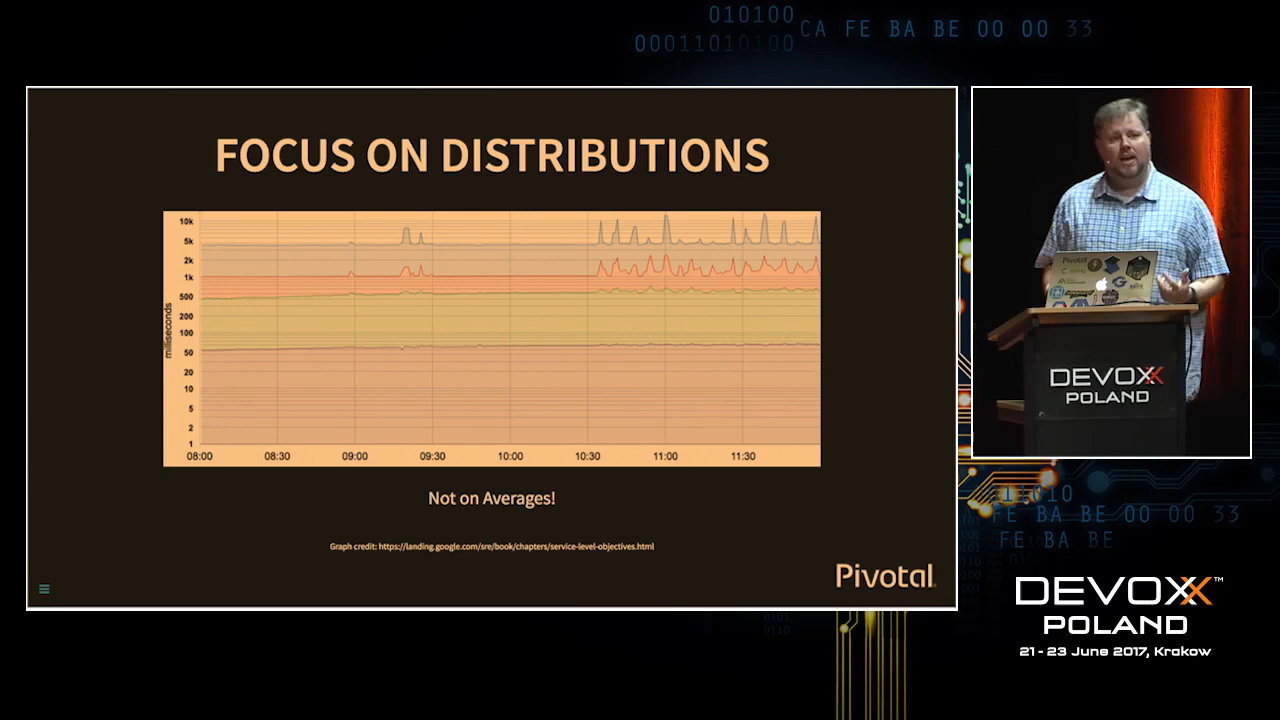 010100
00011010100
CA FE BA BE 00 00 33
FOCUS ON DISTRIBUTIONS
10k
5k
2k
1k
500
200
100
50
20
10
5
2
1
milliseconds
08:00 08:30 09:00 09:30 10:00 10:30 11:00 11:30
Not on Averages!
Graph credit: https://landing.google.com/sre/book/chapters/service-level-objectives.html
Pivotal
Pivotal
DEVOXX
POLAND
FE BA BE 00 00 33
FE BA BE
DEVOXX™
POLAND
21 - 23 June 2017, Krakow